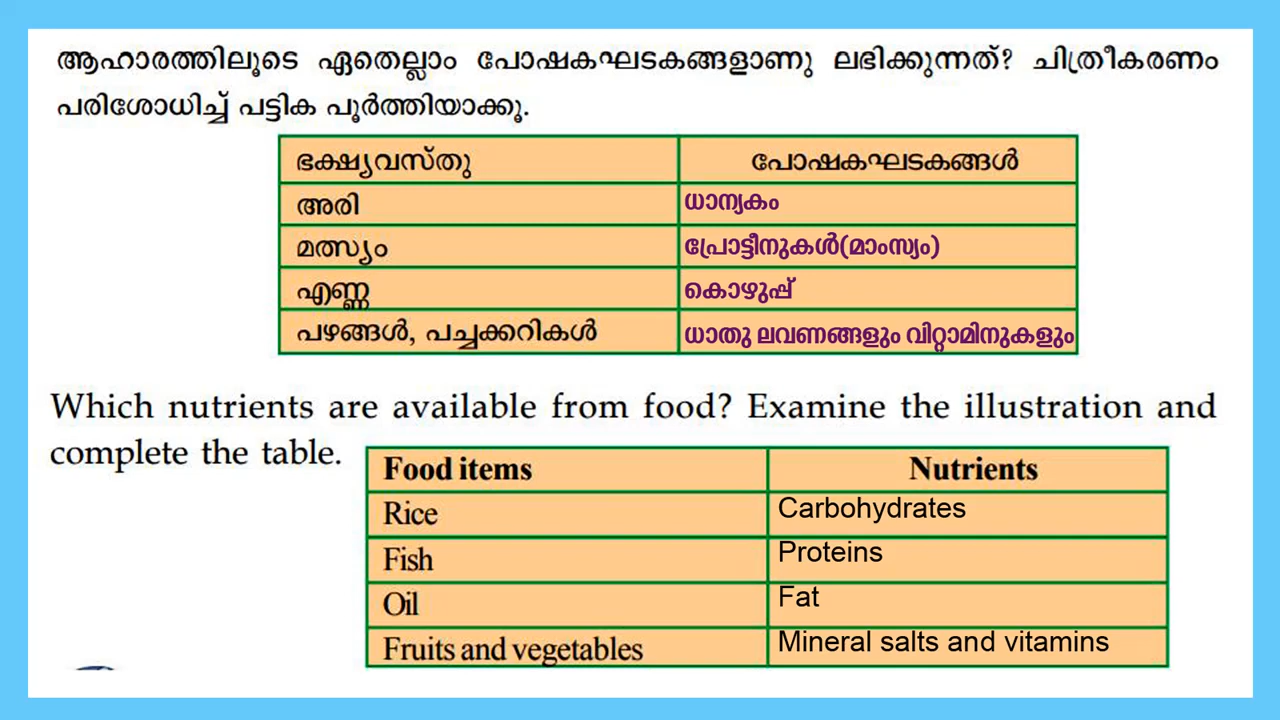 ആഹാരത്തിലൂടെ ഏതെല്ലാം പോഷകഘടകങ്ങളാണു ലഭിക്കുന്നത്? ചിത്രീകരണം
പരിശോധിച്ച് പട്ടിക പൂർത്തിയാക്കൂ.
ഭക്ഷ്യവസ്തു പോഷകഘടകങ്ങൾ
അരി ധാന്യകം
മത്സ്യം പ്രോട്ടീനുകൾ(മാംസ്യം)
എണ്ണ കൊഴുപ്പ്
പഴങ്ങൾ, പച്ചക്കറികൾ ധാതു ലവണങ്ങളും വിറ്റാമിനുകളും
Which nutrients are available from food? Examine the illustration and
complete the table.
Food items Nutrients
Rice Carbohydrates
Fish Proteins
Oil Fat
Fruits and vegetables Mineral salts and vitamins